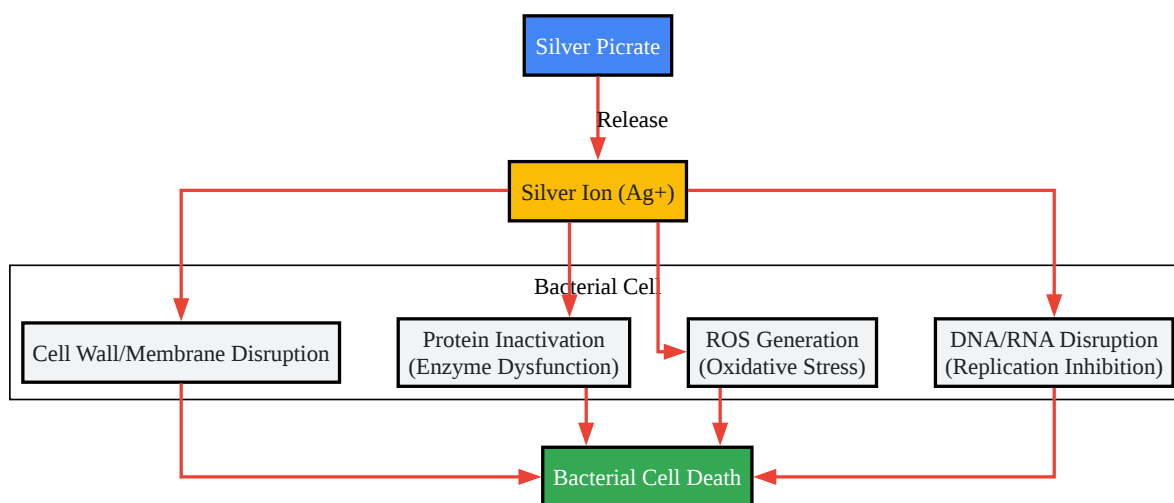 Silver Picrate
Release
Silver Ion (Ag+)
Bacterial Cell
Cell Wall/Membrane Disruption
Protein Inactivation
(Enzyme Dysfunction)
ROS Generation
(Oxidative Stress)
DNA/RNA Disruption
(Replication Inhibition)
Bacterial Cell Death